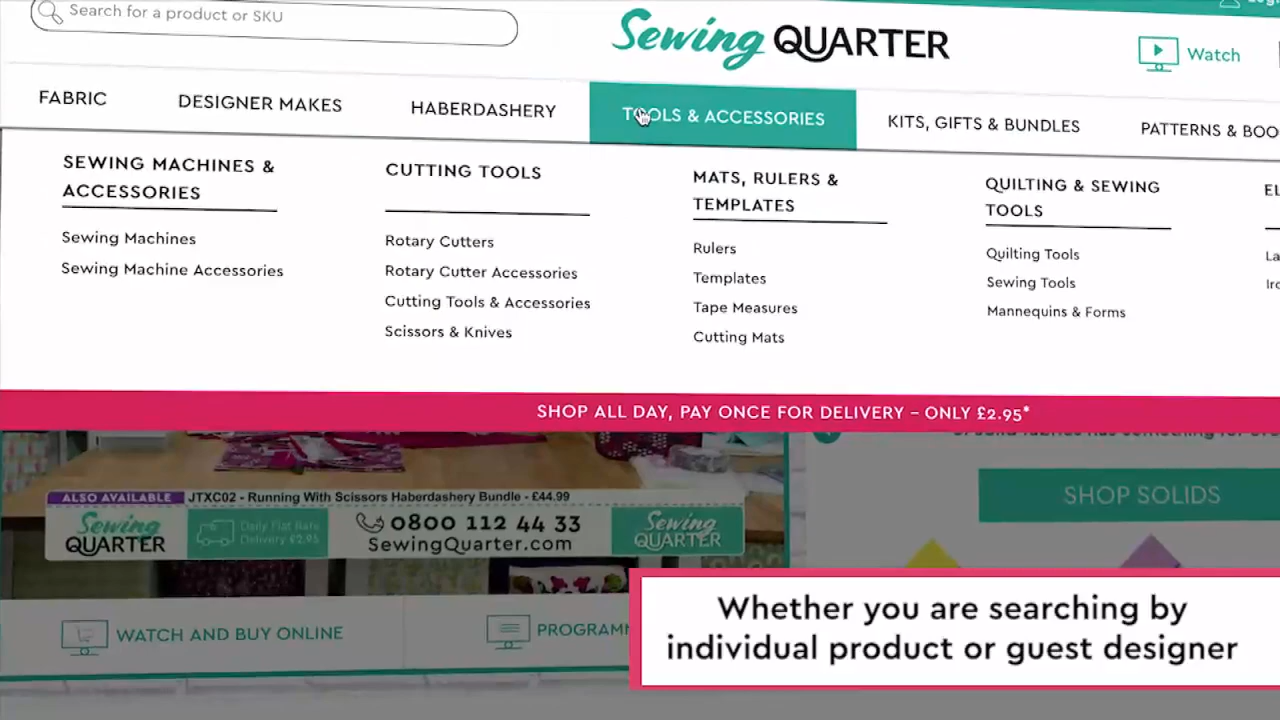 Search for a product or SKU
Sewing QUARTER
Watch
FABRIC
DESIGNER MAKES
HABERDASHERY
TOOLS & ACCESSORIES
KITS, GIFTS & BUNDLES
PATTERNS & BOO
SEWING MACHINES &
ACCESSORIES
Sewing Machines
Sewing Machine Accessories
CUTTING TOOLS
Rotary Cutters
Rotary Cutter Accessories
Cutting Tools & Accessories
Scissors & Knives
MATS, RULERS &
TEMPLATES
Rulers
Templates
Tape Measures
Cutting Mats
QUILTING & SEWING
TOOLS
Quilting Tools
Sewing Tools
Mannequins & Forms
EL
La
Iro
SHOP ALL DAY, PAY ONCE FOR DELIVERY – ONLY £2.95*
SHOP SOLIDS
ALSO AVAILABLE JTXC02 - Running With Scissors Haberdashery Bundle - £44.99
Sewing
QUARTER
Daily Flat Rate
Delivery £2.95
0800 112 44 33
SewingQuarter.com
Sewing
QUARTER
WATCH AND BUY ONLINE
PROGRAMM
Whether you are searching by
individual product or guest designer